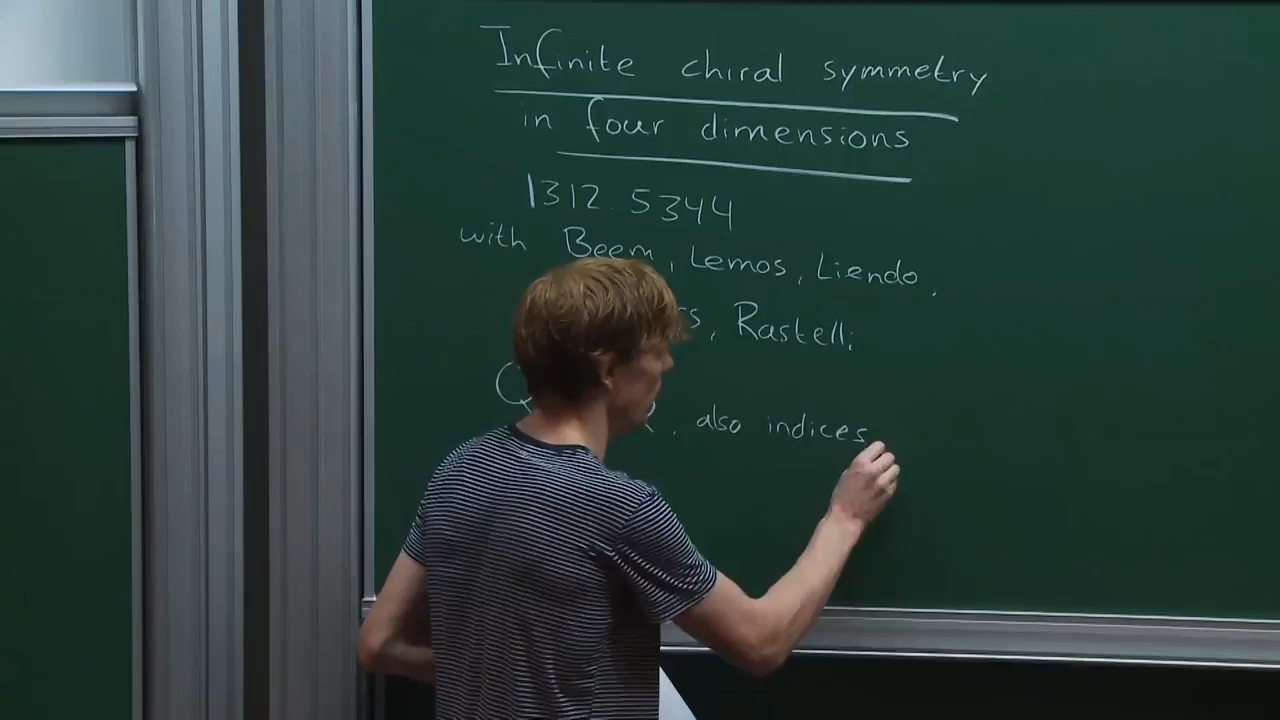 Infinite chiral symmetry
in four dimensions
1312.5344
with Beem, Lemos, Liendo,
Rastelli
also indices